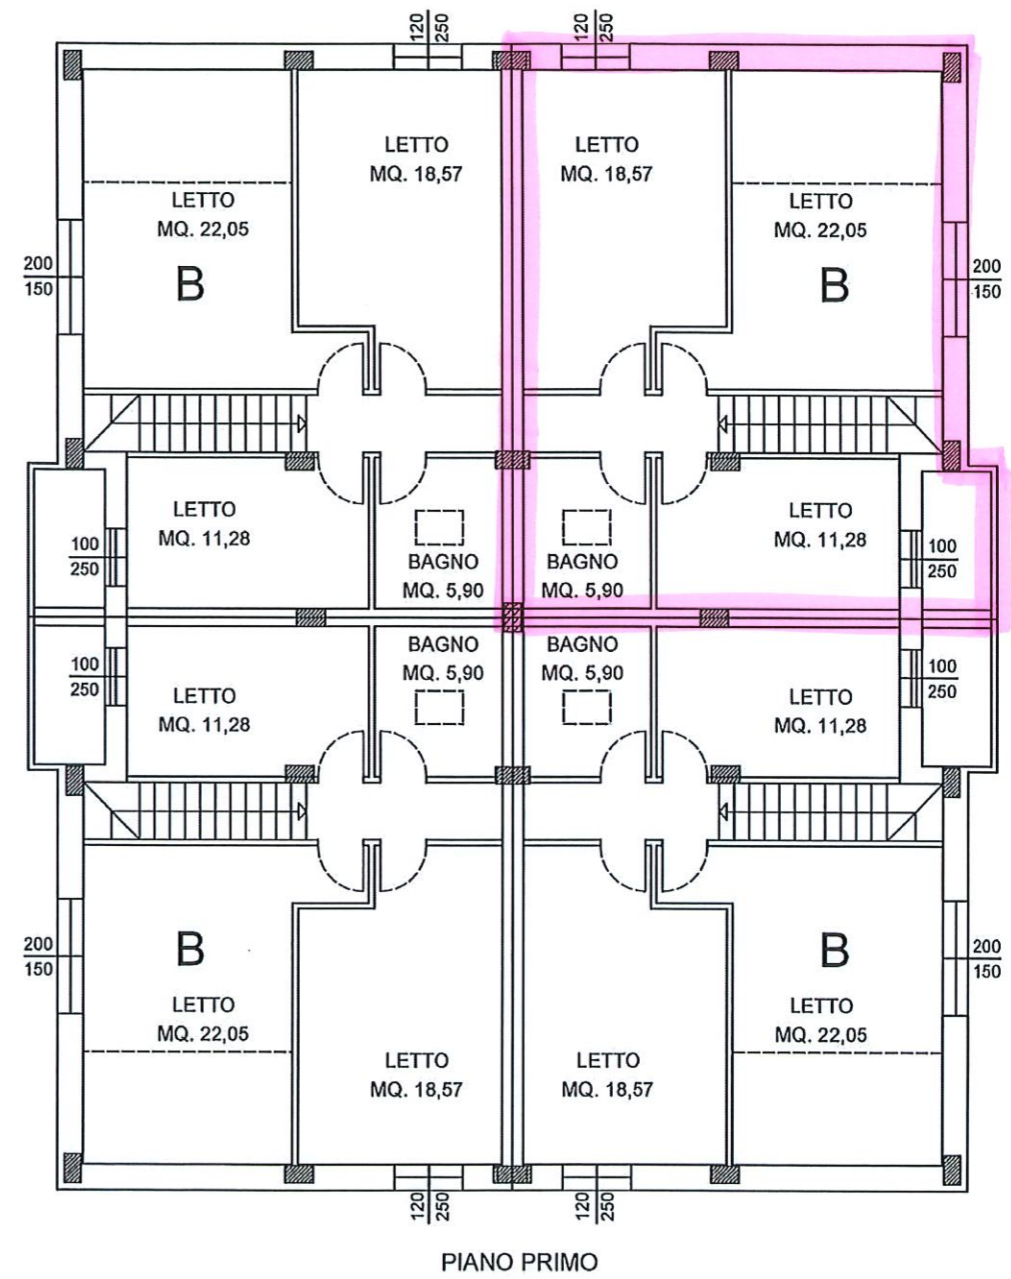 120
250
120
250
LETTO
MQ. 18,57
LETTO
MQ. 18,57
LETTO
MQ. 22,05
B
LETTO
MQ. 22,05
B
200
150
200
150
LETTO
MQ. 11,28
LETTO
MQ. 11,28
100
250
100
250
BAGNO
MQ. 5,90
BAGNO
MQ. 5,90
BAGNO
MQ. 5,90
BAGNO
MQ. 5,90
100
250
100
250
LETTO
MQ. 11,28
LETTO
MQ. 11,28
B
B
200
150
200
150
LETTO
MQ. 22,05
LETTO
MQ. 22,05
LETTO
MQ. 18,57
LETTO
MQ. 18,57
120
250
120
250
PIANO PRIMO